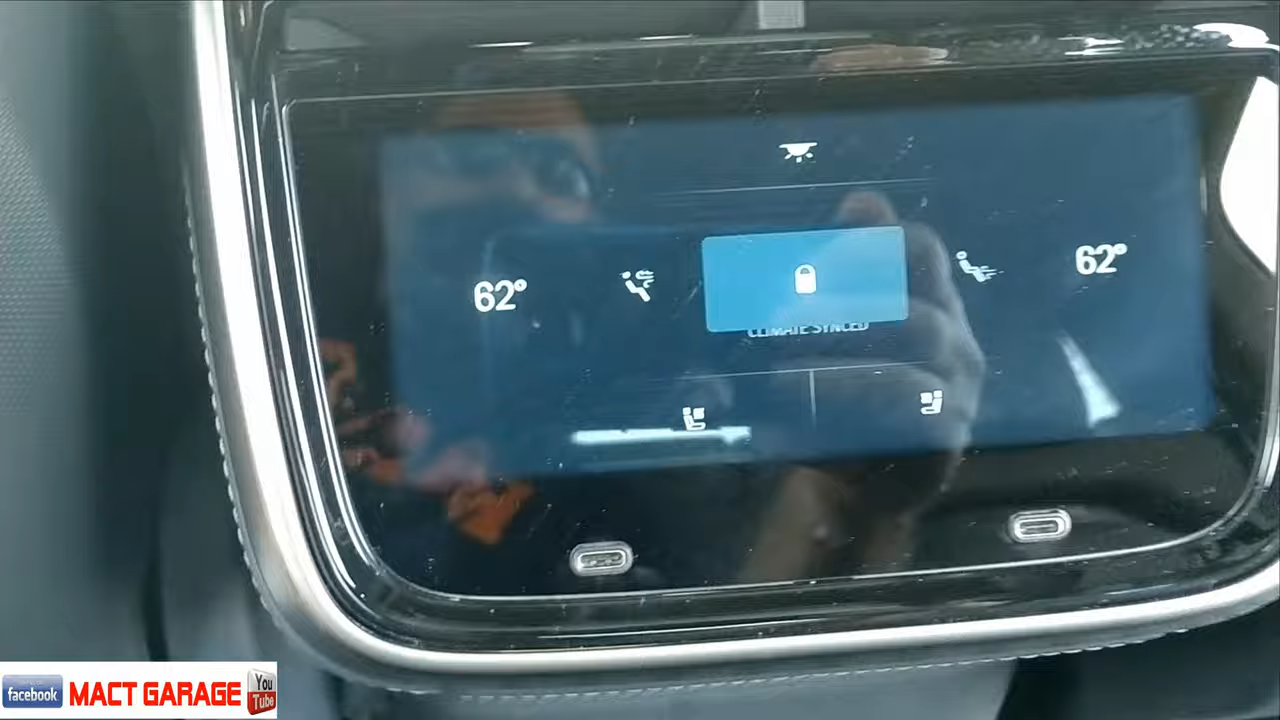 62°
62°
CLIMATE SYNCED
facebook
MACT GARAGE
You
Tube